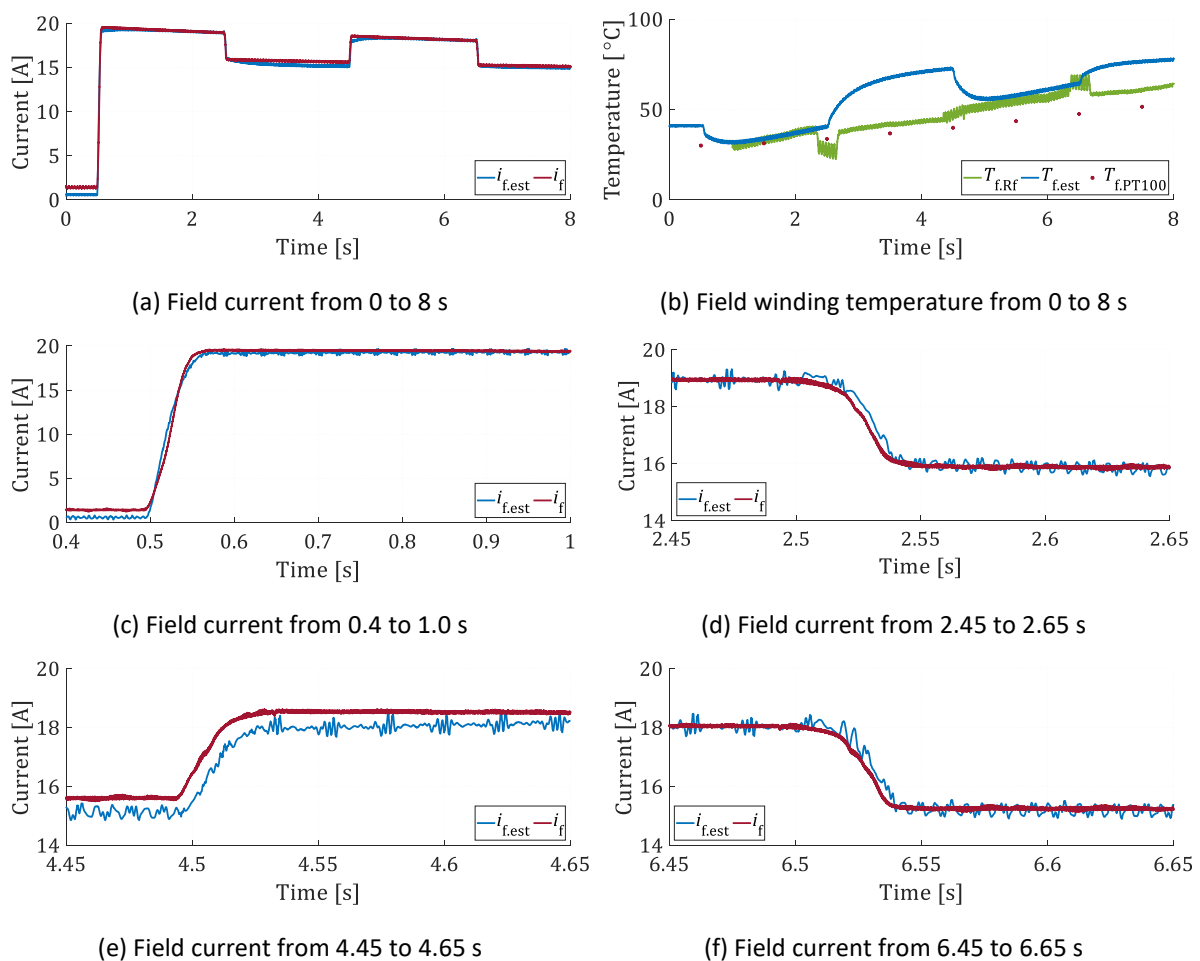 20
15
10
5
0
Current [A]
i_f.est i_f
0 2 4 6 8
Time [s]
(a) Field current from 0 to 8 s
100
50
0
Temperature [°C]
T_f.Rf T_f.est T_f.PT100
0 2 4 6 8
Time [s]
(b) Field winding temperature from 0 to 8 s
20
15
10
5
0
Current [A]
i_f.est i_f
0.4 0.5 0.6 0.7 0.8 0.9 1
Time [s]
(c) Field current from 0.4 to 1.0 s
20
18
16
14
Current [A]
i_f.est i_f
2.45 2.5 2.55 2.6 2.65
Time [s]
(d) Field current from 2.45 to 2.65 s
20
18
16
14
Current [A]
i_f.est i_f
4.45 4.5 4.55 4.6 4.65
Time [s]
(e) Field current from 4.45 to 4.65 s
20
18
16
14
Current [A]
i_f.est i_f
6.45 6.5 6.55 6.6 6.65
Time [s]
(f) Field current from 6.45 to 6.65 s